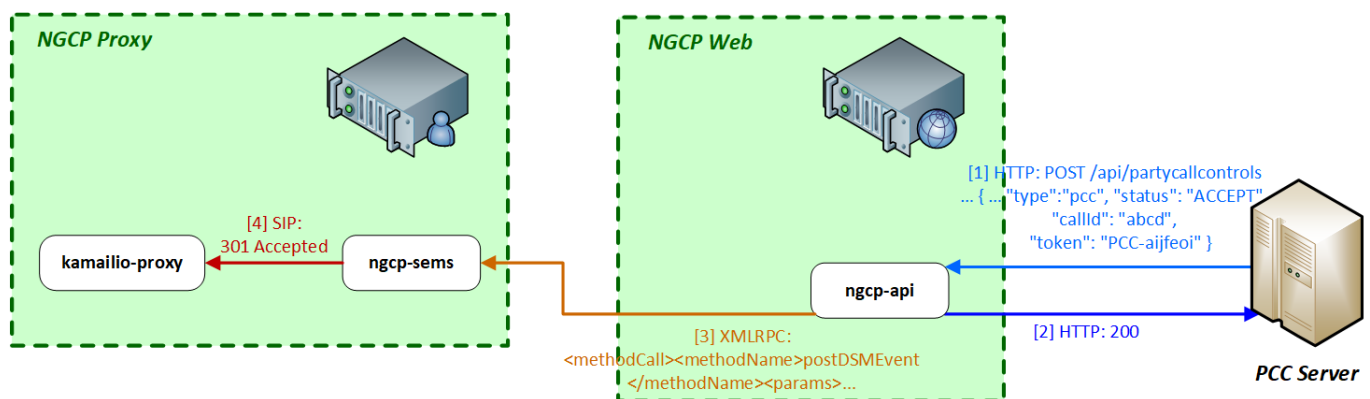 NGCP Proxy
NGCP Web
[1] HTTP: POST /api/partycallcontrols
... { ... "type":"pcc", "status": "ACCEPT"
"callId": "abcd",
"token": "PCC-aijfeoi" }
[4] SIP:
301 Accepted
kamailio-proxy
ngcp-sems
ngcp-api
[3] XMLRPC:
<methodCall><methodName>postDSMEvent
</methodName><params>...
[2] HTTP: 200
PCC Server